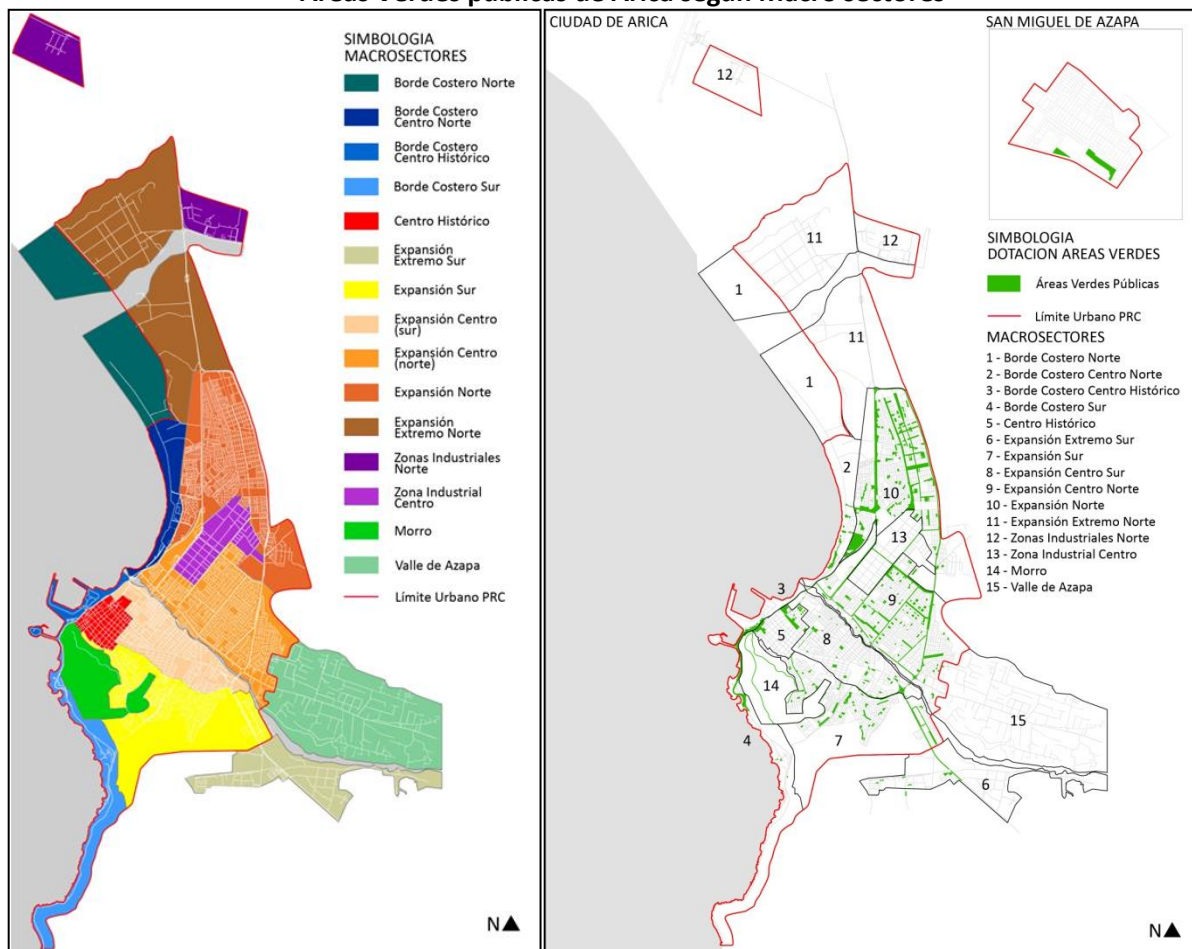 Áreas Verdes públicas de Arica según macro sectores
SIMBOLOGIA
MACROSECTORES
Borde Costero Norte
Borde Costero
Centro Norte
Borde Costero
Centro Histórico
Borde Costero Sur
Centro Histórico
Expansión
Extremo Sur
Expansión Sur
Expansión Centro
(sur)
Expansión Centro
(norte)
Expansión Norte
Expansión
Extremo Norte
Zonas Industriales
Norte
Zona Industrial
Centro
Morro
Valle de Azapa
Límite Urbano PRC
N
CIUDAD DE ARICA
12
11
12
1
11
1
2
10
13
3
9
5
8
14
15
4
7
6
SAN MIGUEL DE AZAPA
SIMBOLOGIA
DOTACION AREAS VERDES
Áreas Verdes Públicas
Límite Urbano PRC
MACROSECTORES
1 - Borde Costero Norte
2 - Borde Costero Centro Norte
3 - Borde Costero Centro Histórico
4 - Borde Costero Sur
5 - Centro Histórico
6 - Expansión Extremo Sur
7 - Expansión Sur
8 - Expansión Centro Sur
9 - Expansión Centro Norte
10 - Expansión Norte
11 - Expansión Extremo Norte
12 - Zonas Industriales Norte
13 - Zona Industrial Centro
14 - Morro
15 - Valle de Azapa
N